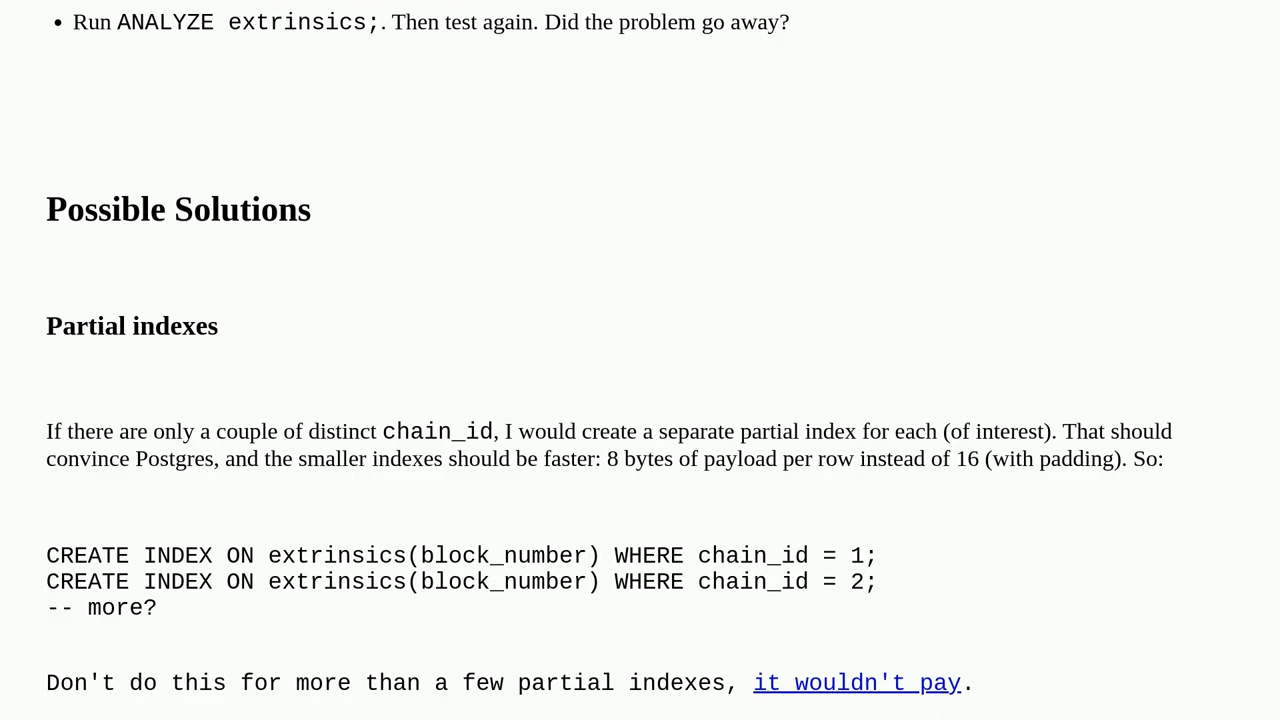 • Run ANALYZE extrinsics;. Then test again. Did the problem go away?
Possible Solutions
Partial indexes
If there are only a couple of distinct chain_id, I would create a separate partial index for each (of interest). That should
convince Postgres, and the smaller indexes should be faster: 8 bytes of payload per row instead of 16 (with padding). So:
CREATE INDEX ON extrinsics(block_number) WHERE chain_id = 1;
CREATE INDEX ON extrinsics(block_number) WHERE chain_id = 2;
-- more?
Don't do this for more than a few partial indexes, it wouldn't pay.